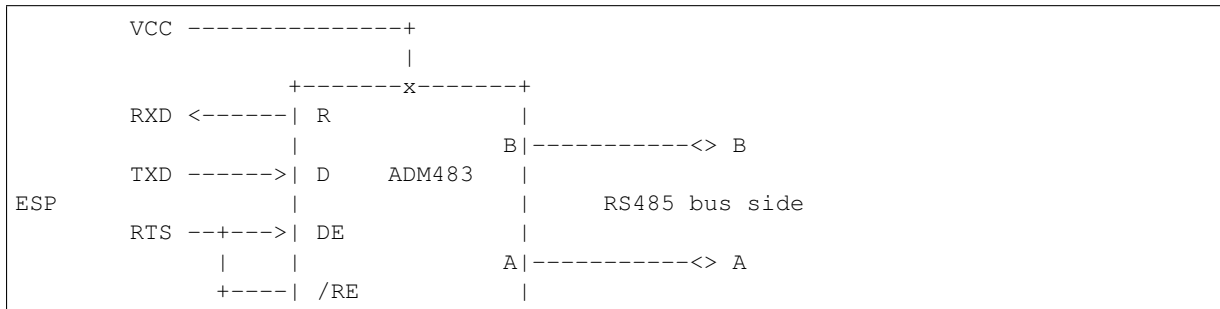 VCC ---------------+
                           |
                   +-------x-------+
        RXD <------| R             |
                   |              B|-----------<> B
        TXD ------>| D    ADM483   |
ESP                |               |     RS485 bus side
        RTS --+--->| DE            |
              |    |              A|-----------<> A
              +----| /RE           |